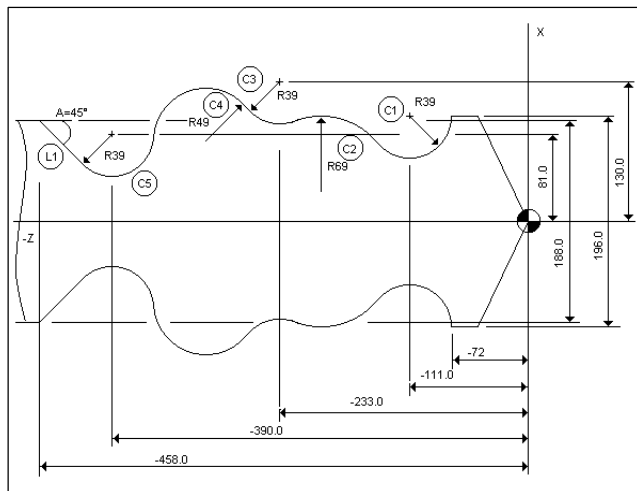 X
C3
C4
R39
C1
R39
A=45°
R49
L1
R39
C5
C2
R69
81.0
130.0
188.0
196.0
-Z
-72
-111.0
-233.0
-390.0
-458.0